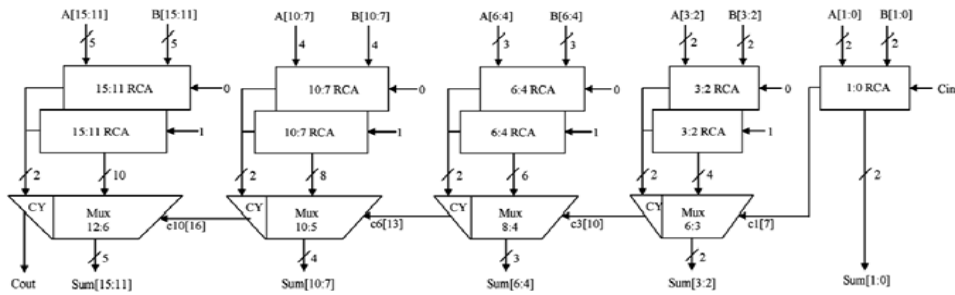 A[15:11] B[15:11] A[10:7] B[10:7] A[6:4] B[6:4] A[3:2] B[3:2] A[1:0] B[1:0]
5 5 4 4 3 3 2 2 2 2
15:11 RCA 0 10:7 RCA 0 6:4 RCA 0 3:2 RCA 0 1:0 RCA Cin
15:11 RCA 1 10:7 RCA 1 6:4 RCA 1 3:2 RCA 1
2 10 2 8 2 6 2 4 2
CY Mux CY Mux CY Mux CY Mux
12:6 c10[16] 10:5 c6[13] 8:4 c3[10] 6:3 c1[7]
5 4 3 2
Cout Sum[15:11] Sum[10:7] Sum[6:4] Sum[3:2] Sum[1:0]